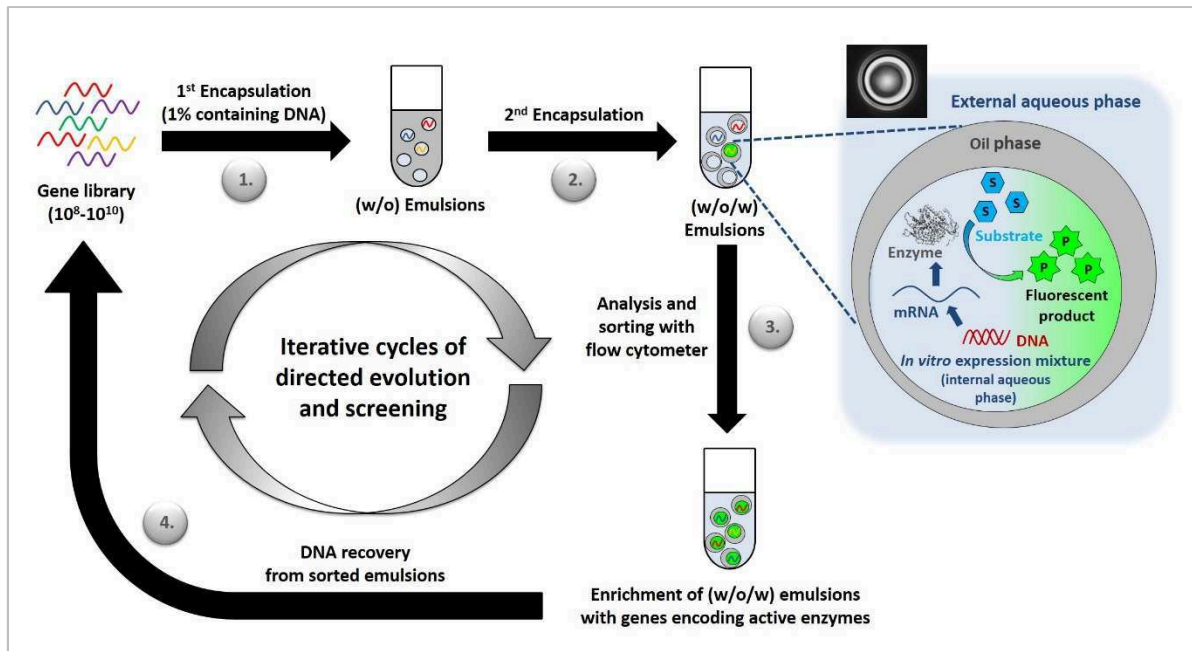 1st Encapsulation
(1% containing DNA)
1.
Gene library
(10⁸-10¹⁰)
(w/o) Emulsions
2nd Encapsulation
2.
(w/o/w)
Emulsions
External aqueous phase
Oil phase
S
S
S
Substrate
Enzyme
P
P
P
Fluorescent
product
mRNA
DNA
In vitro expression mixture
(internal aqueous
phase)
Analysis and
sorting with
flow cytometer
3.
Iterative cycles of
directed evolution
and screening
4.
DNA recovery
from sorted emulsions
Enrichment of (w/o/w) emulsions
with genes encoding active enzymes